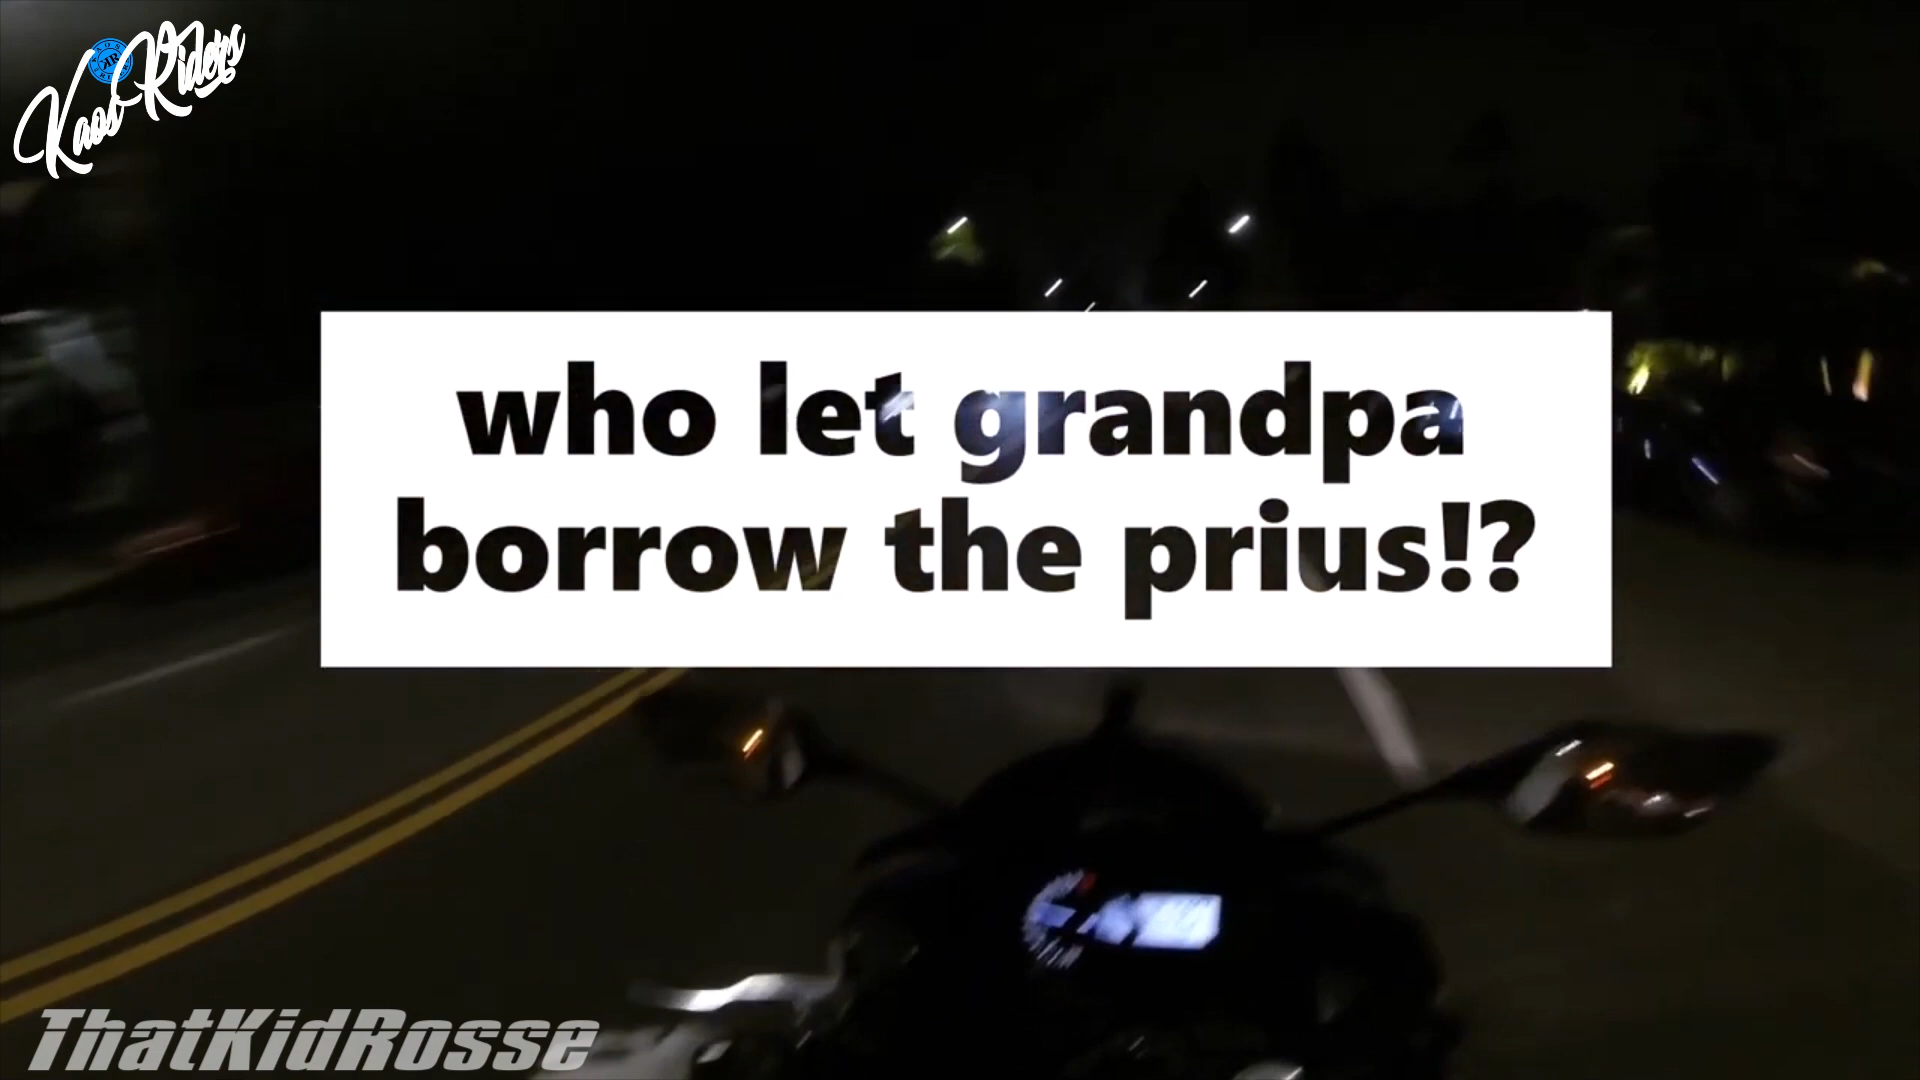 Kaos Riders
who let grandpa
borrow the prius!?
ThatKidRosse